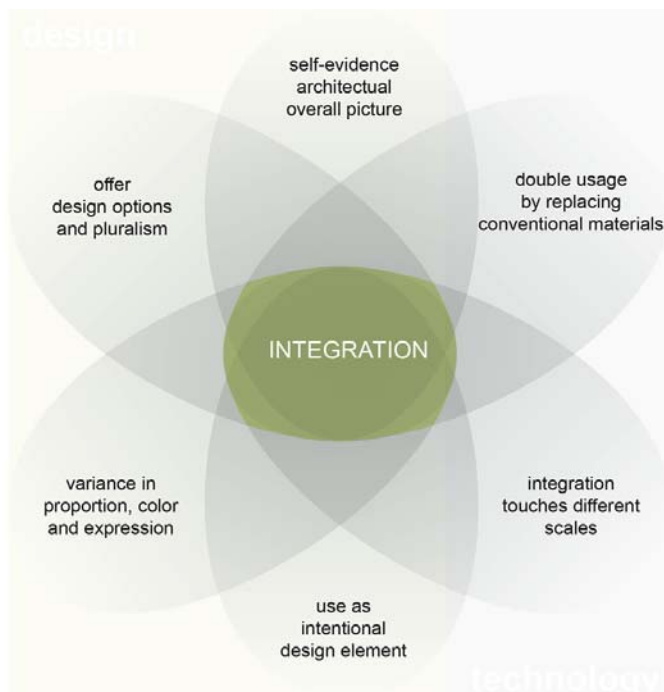 design
self-evidence
architectual
overall picture
offer
design options
and pluralism
double usage
by replacing
conventional materials
INTEGRATION
variance in
proportion, color
and expression
integration
touches different
scales
use as
intentional
design element
technology